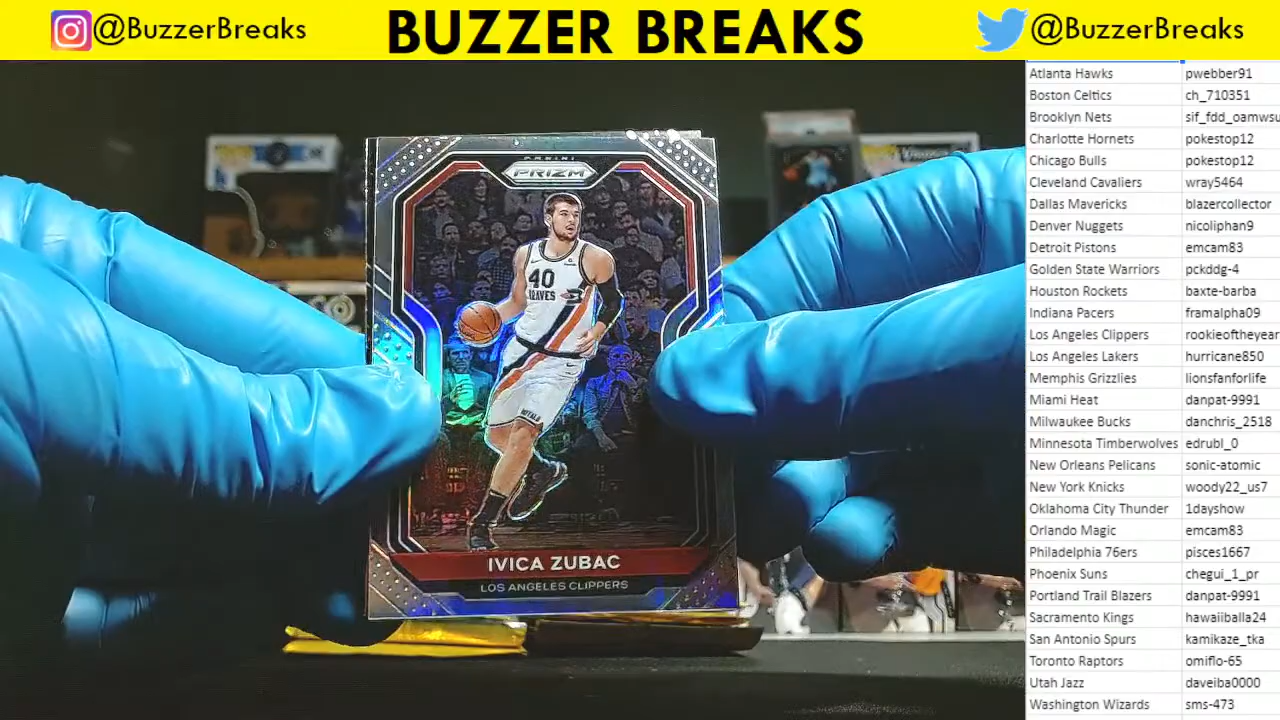 @BuzzerBreaks
BUZZER BREAKS
@BuzzerBreaks
PANINI
PRIZM
40
BRAVES
IVICA ZUBAC
LOS ANGELES CLIPPERS
Atlanta Hawks pwebber91
Boston Celtics ch_710351
Brooklyn Nets sif_fdd_oamwsu
Charlotte Hornets pokestop12
Chicago Bulls pokestop12
Cleveland Cavaliers wray5464
Dallas Mavericks blazercollector
Denver Nuggets nicoliphan9
Detroit Pistons emcam83
Golden State Warriors pckddg-4
Houston Rockets baxte-barba
Indiana Pacers framalpha09
Los Angeles Clippers rookieoftheyear
Los Angeles Lakers hurricane850
Memphis Grizzlies lionsfanforlife
Miami Heat danpat-9991
Milwaukee Bucks danchris_2518
Minnesota Timberwolves edrubl_0
New Orleans Pelicans sonic-atomic
New York Knicks woody22_us7
Oklahoma City Thunder 1dayshow
Orlando Magic emcam83
Philadelphia 76ers pisces1667
Phoenix Suns chegui_1_pr
Portland Trail Blazers danpat-9991
Sacramento Kings hawaiiballa24
San Antonio Spurs kamikaze_tka
Toronto Raptors omiflo-65
Utah Jazz daveiba0000
Washington Wizards sms-473